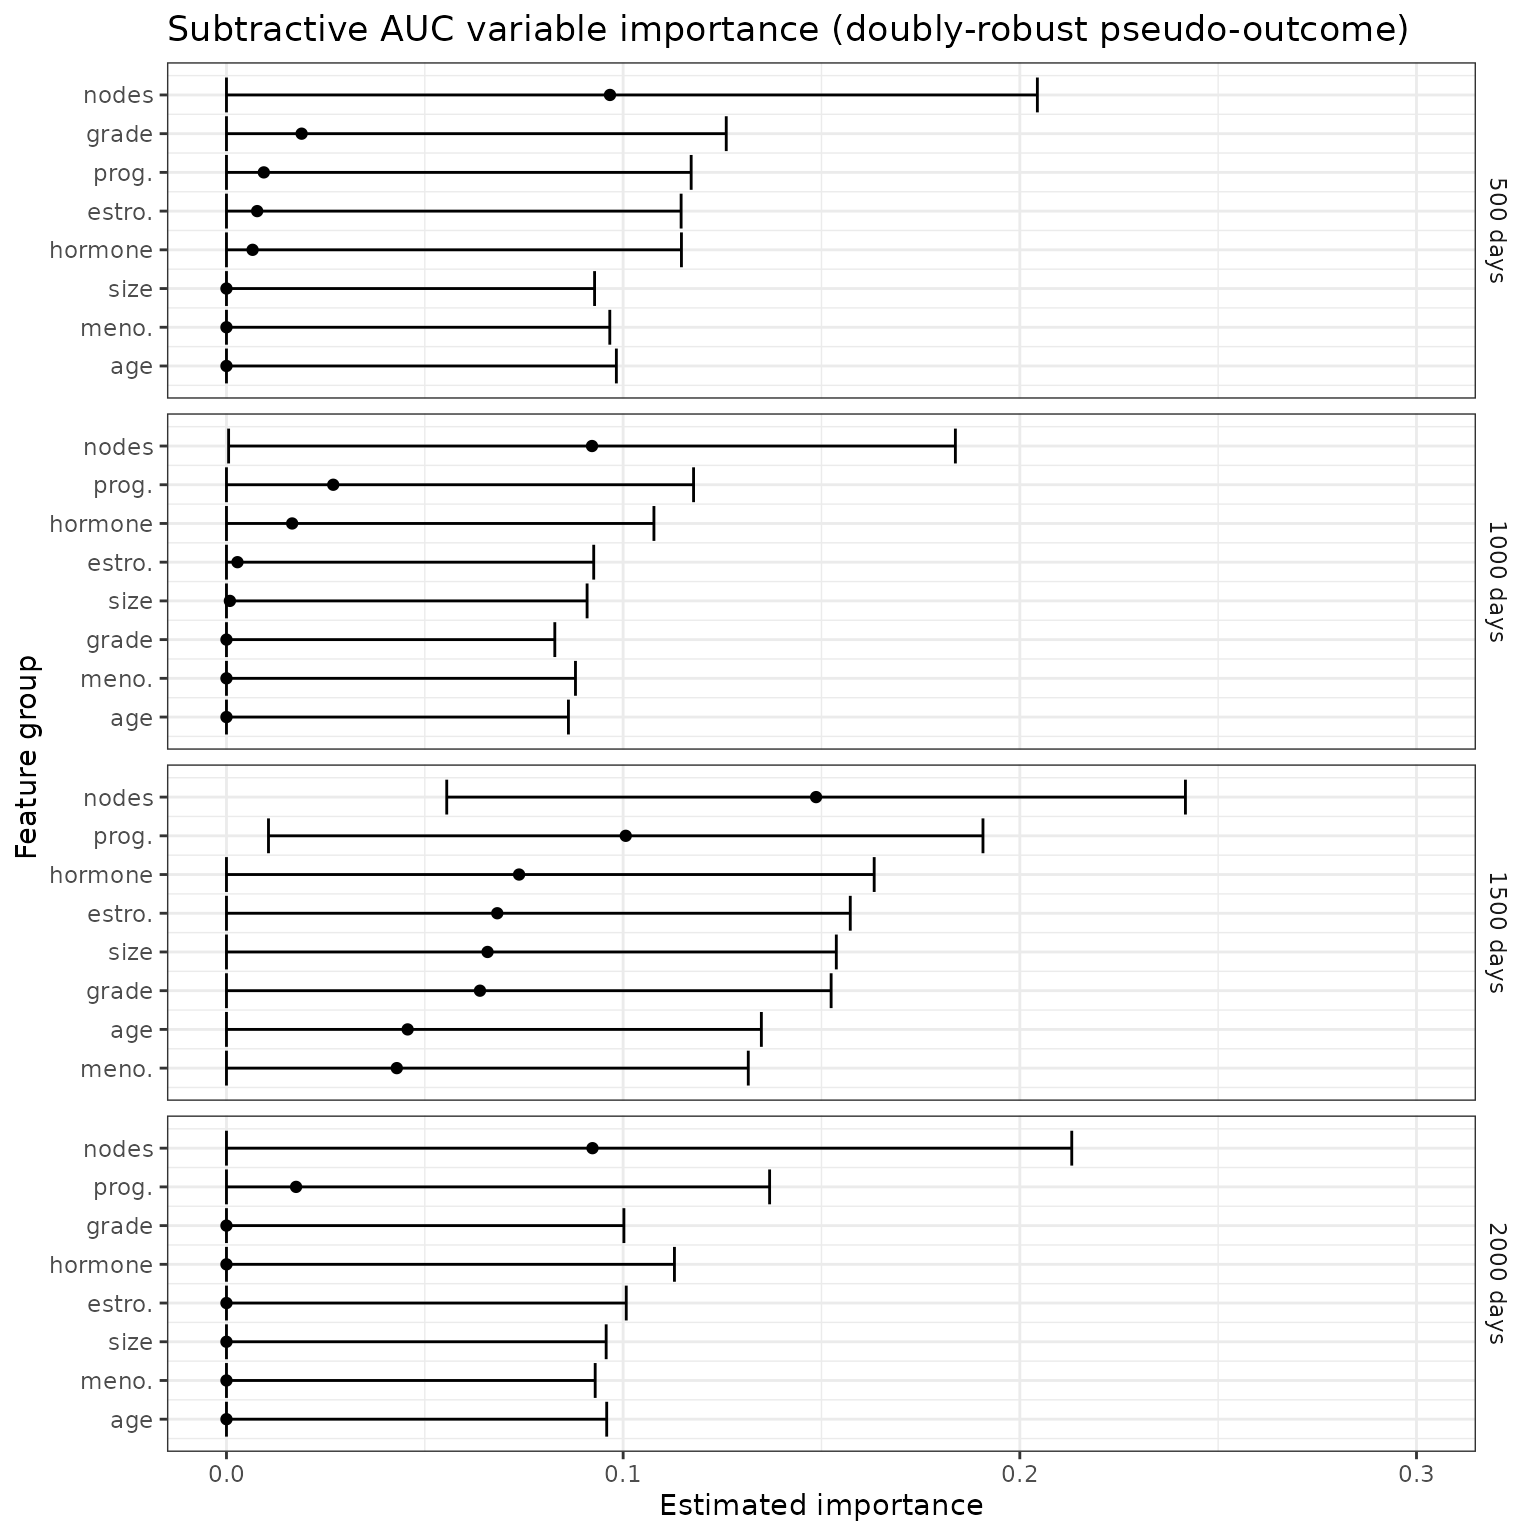 Subtractive AUC variable importance (doubly-robust pseudo-outcome)
Feature group
nodes
grade
prog.
estro.
hormone
size
meno.
age
500 days
nodes
prog.
hormone
estro.
size
grade
meno.
age
1000 days
nodes
prog.
hormone
estro.
size
grade
age
meno.
1500 days
nodes
prog.
grade
hormone
estro.
size
meno.
age
2000 days
0.0 0.1 0.2 0.3
Estimated importance